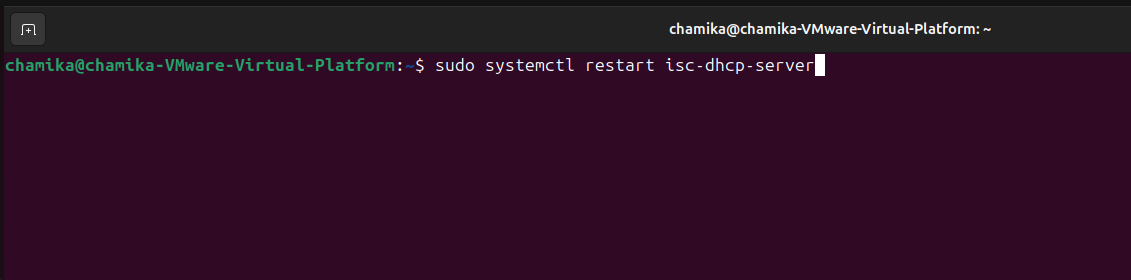 chamika@chamika-VMware-Virtual-Platform: ~
chamika@chamika-VMware-Virtual-Platform:~$ sudo systemctl restart isc-dhcp-server